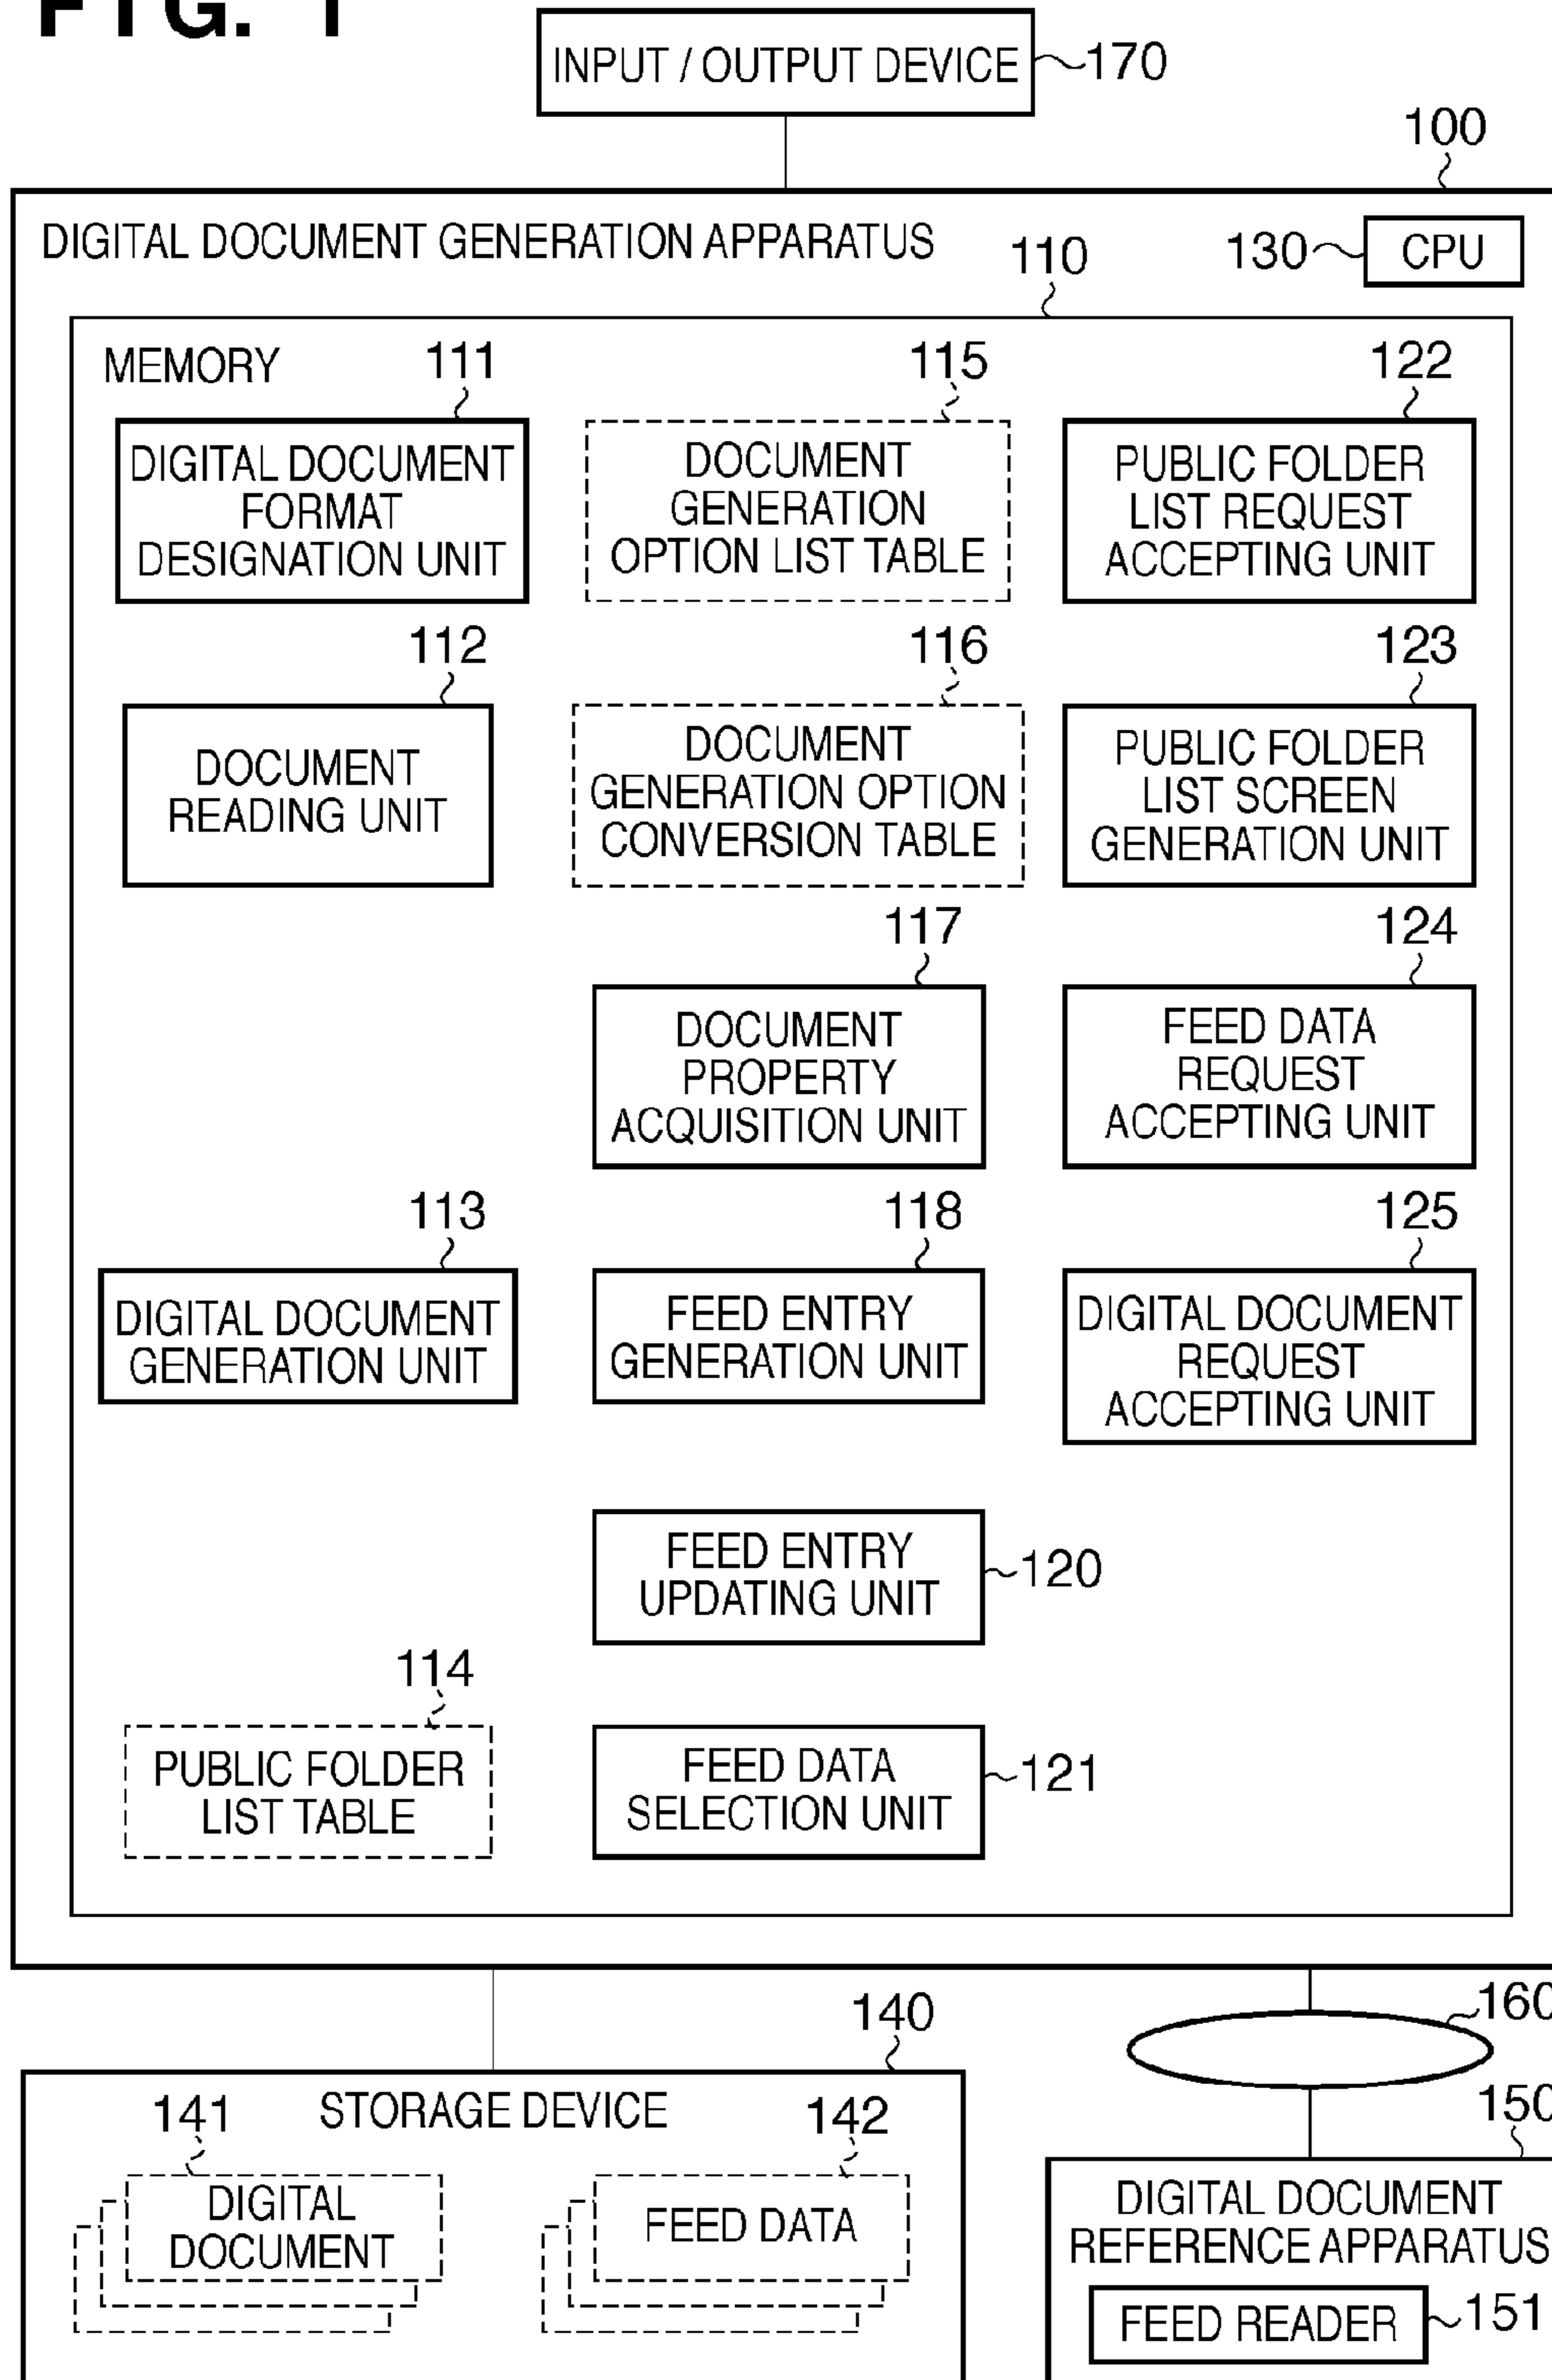 FIG. 1
INPUT / OUTPUT DEVICE
170
100
DIGITAL DOCUMENT GENERATION APPARATUS
110
130
CPU
MEMORY
111
DIGITAL DOCUMENT
FORMAT
DESIGNATION UNIT
115
DOCUMENT
GENERATION
OPTION LIST TABLE
122
PUBLIC FOLDER
LIST REQUEST
ACCEPTING UNIT
112
DOCUMENT
READING UNIT
116
DOCUMENT
GENERATION OPTION
CONVERSION TABLE
123
PUBLIC FOLDER
LIST SCREEN
GENERATION UNIT
117
DOCUMENT
PROPERTY
ACQUISITION UNIT
124
FEED DATA
REQUEST
ACCEPTING UNIT
113
DIGITAL DOCUMENT
GENERATION UNIT
118
FEED ENTRY
GENERATION UNIT
125
DIGITAL DOCUMENT
REQUEST
ACCEPTING UNIT
FEED ENTRY
UPDATING UNIT
120
114
PUBLIC FOLDER
LIST TABLE
FEED DATA
SELECTION UNIT
121
140
STORAGE DEVICE
141
DIGITAL
DOCUMENT
142
FEED DATA
160
150
DIGITAL DOCUMENT
REFERENCE APPARATUS
FEED READER
151